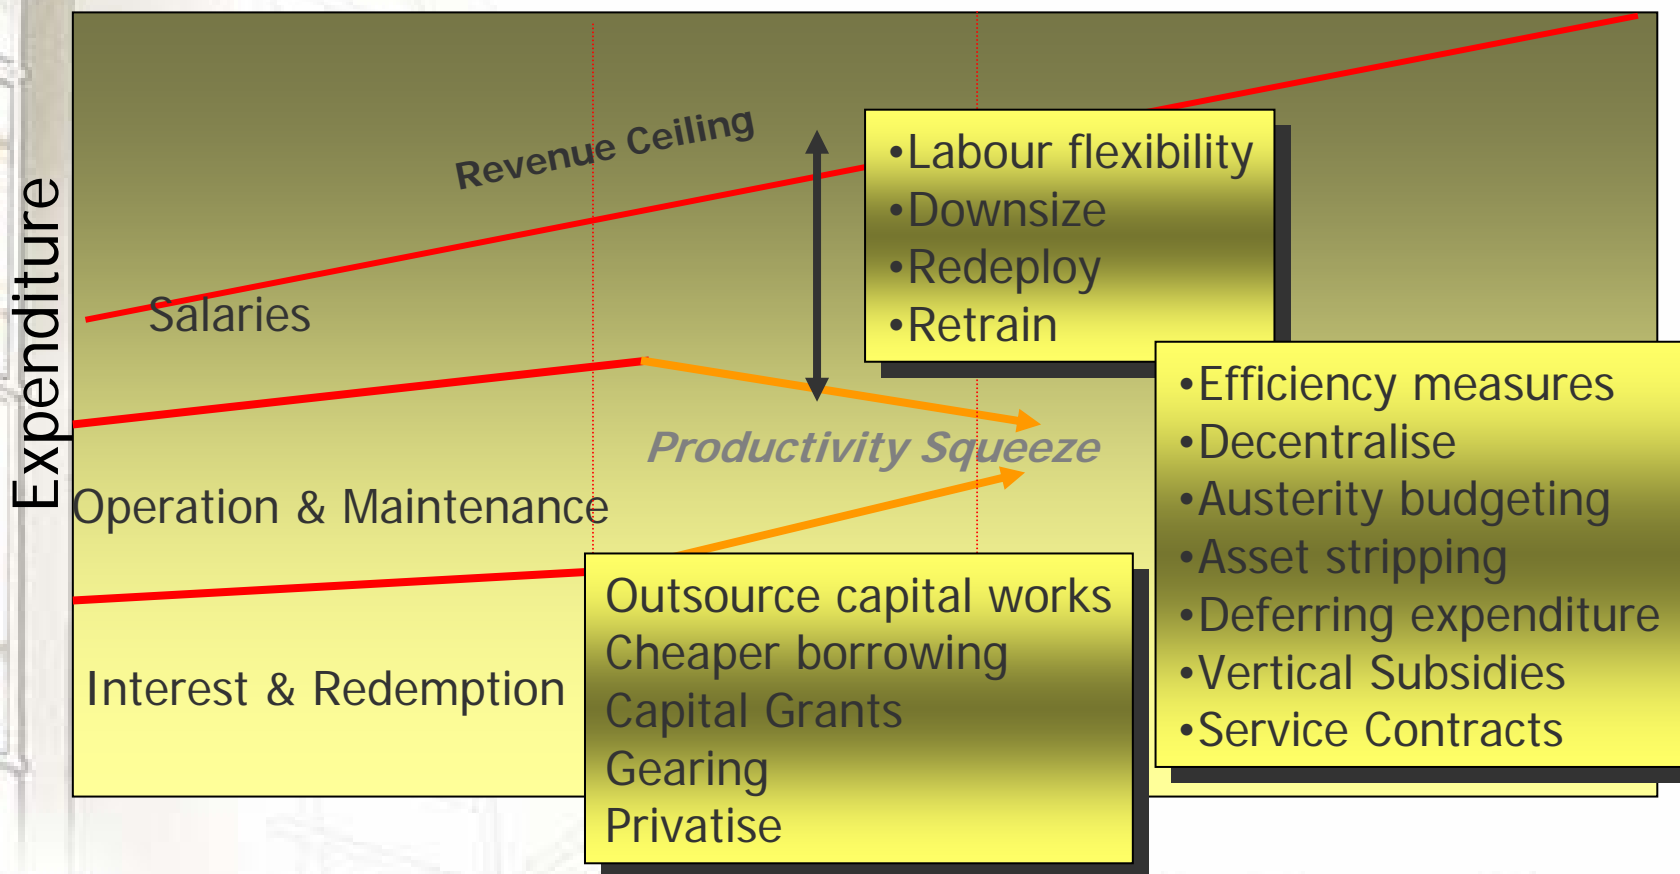 Expenditure
Revenue Ceiling
Salaries
Operation & Maintenance
Interest & Redemption
Productivity Squeeze
•Labour flexibility
•Downsize
•Redeploy
•Retrain
•Efficiency measures
•Decentralise
•Austerity budgeting
•Asset stripping
•Deferring expenditure
•Vertical Subsidies
•Service Contracts
Outsource capital works
Cheaper borrowing
Capital Grants
Gearing
Privatise